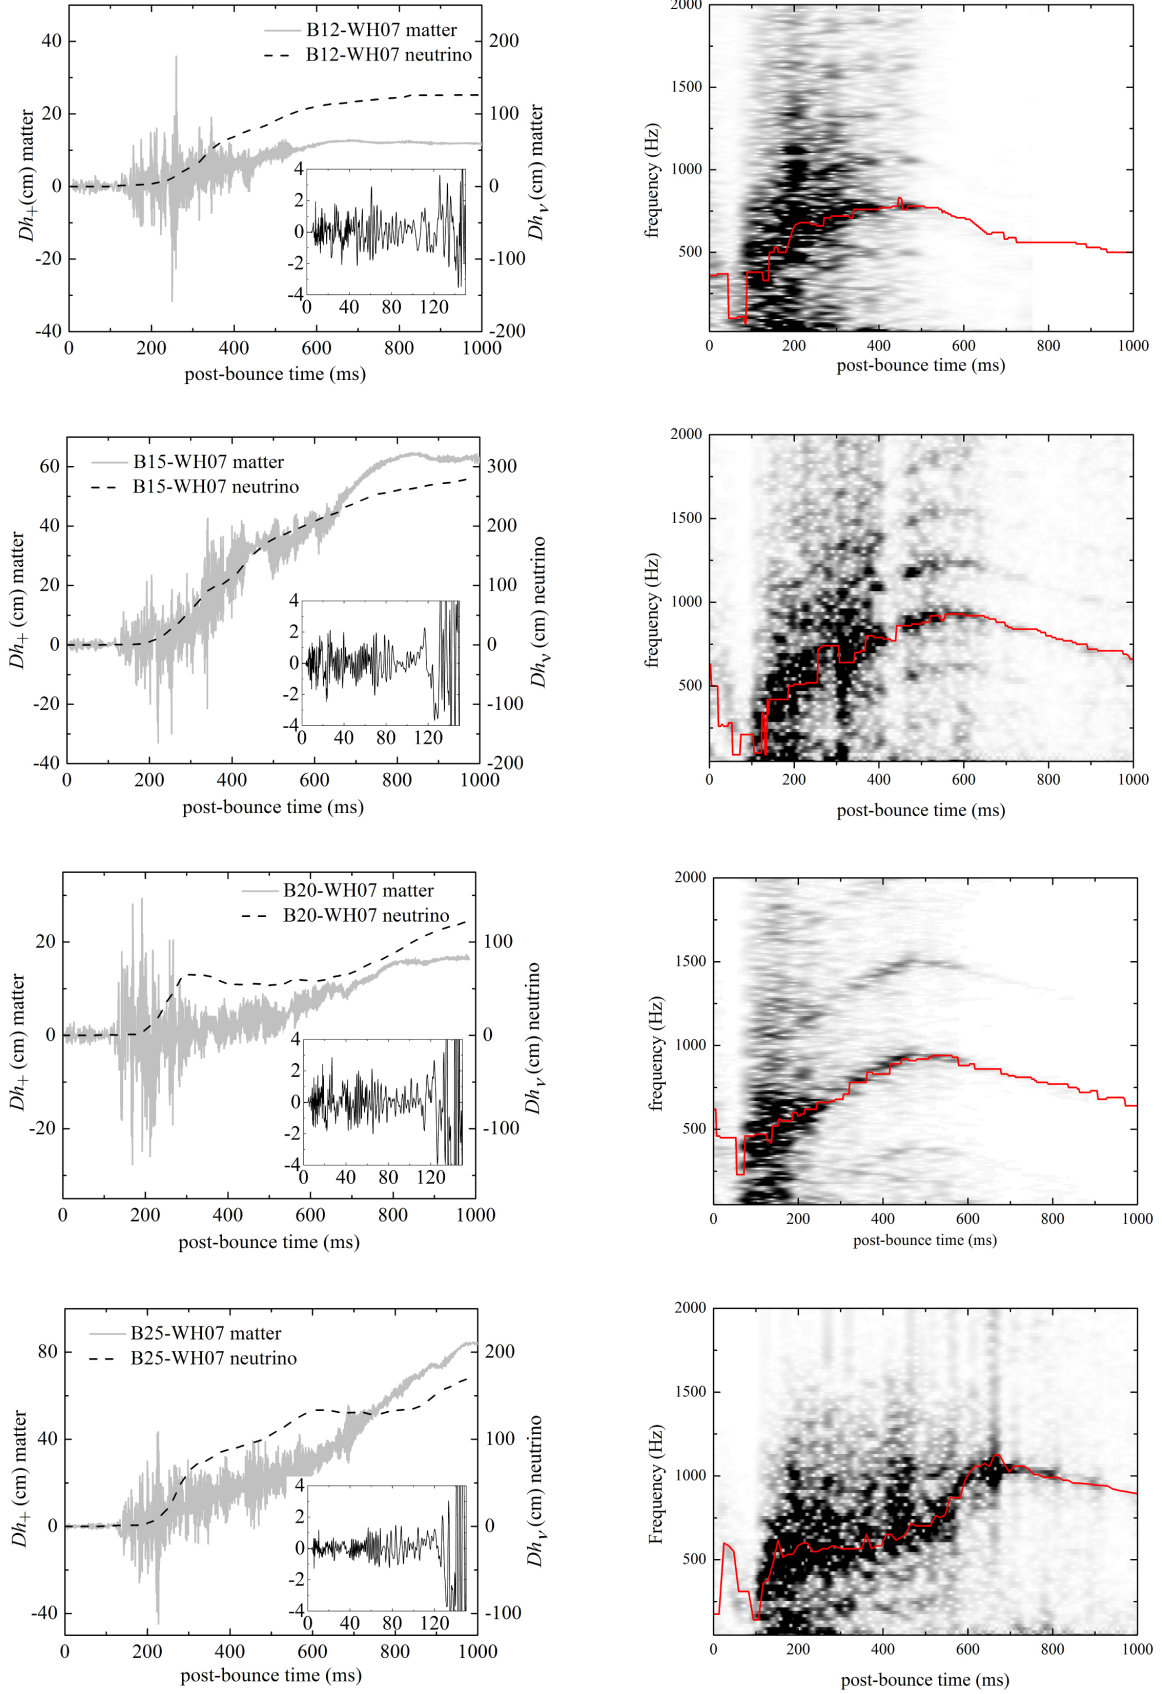 B12-WH07 matter
B12-WH07 neutrino
Dh+(cm) matter
40
20
0
-20
-40
200
100
0
-100
-200
Dhν (cm) matter
4
2
0
-2
-4
0 40 80 120
0 200 400 600 800 1000
post-bounce time (ms)
frequency (Hz)
2000
1500
1000
500
0 200 400 600 800 1000
post-bounce time (ms)
B15-WH07 matter
B15-WH07 neutrino
Dh+ (cm) matter
60
40
20
0
-20
-40
300
200
100
0
-100
-200
Dhν (cm) neutrino
4
2
0
-2
-4
0 40 80 120
0 200 400 600 800 1000
post-bounce time (ms)
frequency (Hz)
2000
1500
1000
500
0 200 400 600 800 1000
post-bounce time (ms)
B20-WH07 matter
B20-WH07 neutrino
Dh+ (cm) matter
20
0
-20
100
0
-100
Dhν (cm) neutrino
4
2
0
-2
-4
0 40 80 120
0 200 400 600 800 1000
post-bounce time (ms)
frequency (Hz)
2000
1500
1000
500
0 200 400 600 800 1000
post-bounce time (ms)
B25-WH07 matter
B25-WH07 neutrino
Dh+ (cm) matter
80
40
0
-40
200
100
0
-100
Dhν (cm) neutrino
4
2
0
-2
-4
0 40 80 120
0 200 400 600 800 1000
post-bounce time (ms)
Frequency (Hz)
2000
1500
1000
500
0 200 400 600 800 1000
post-bounce time (ms)